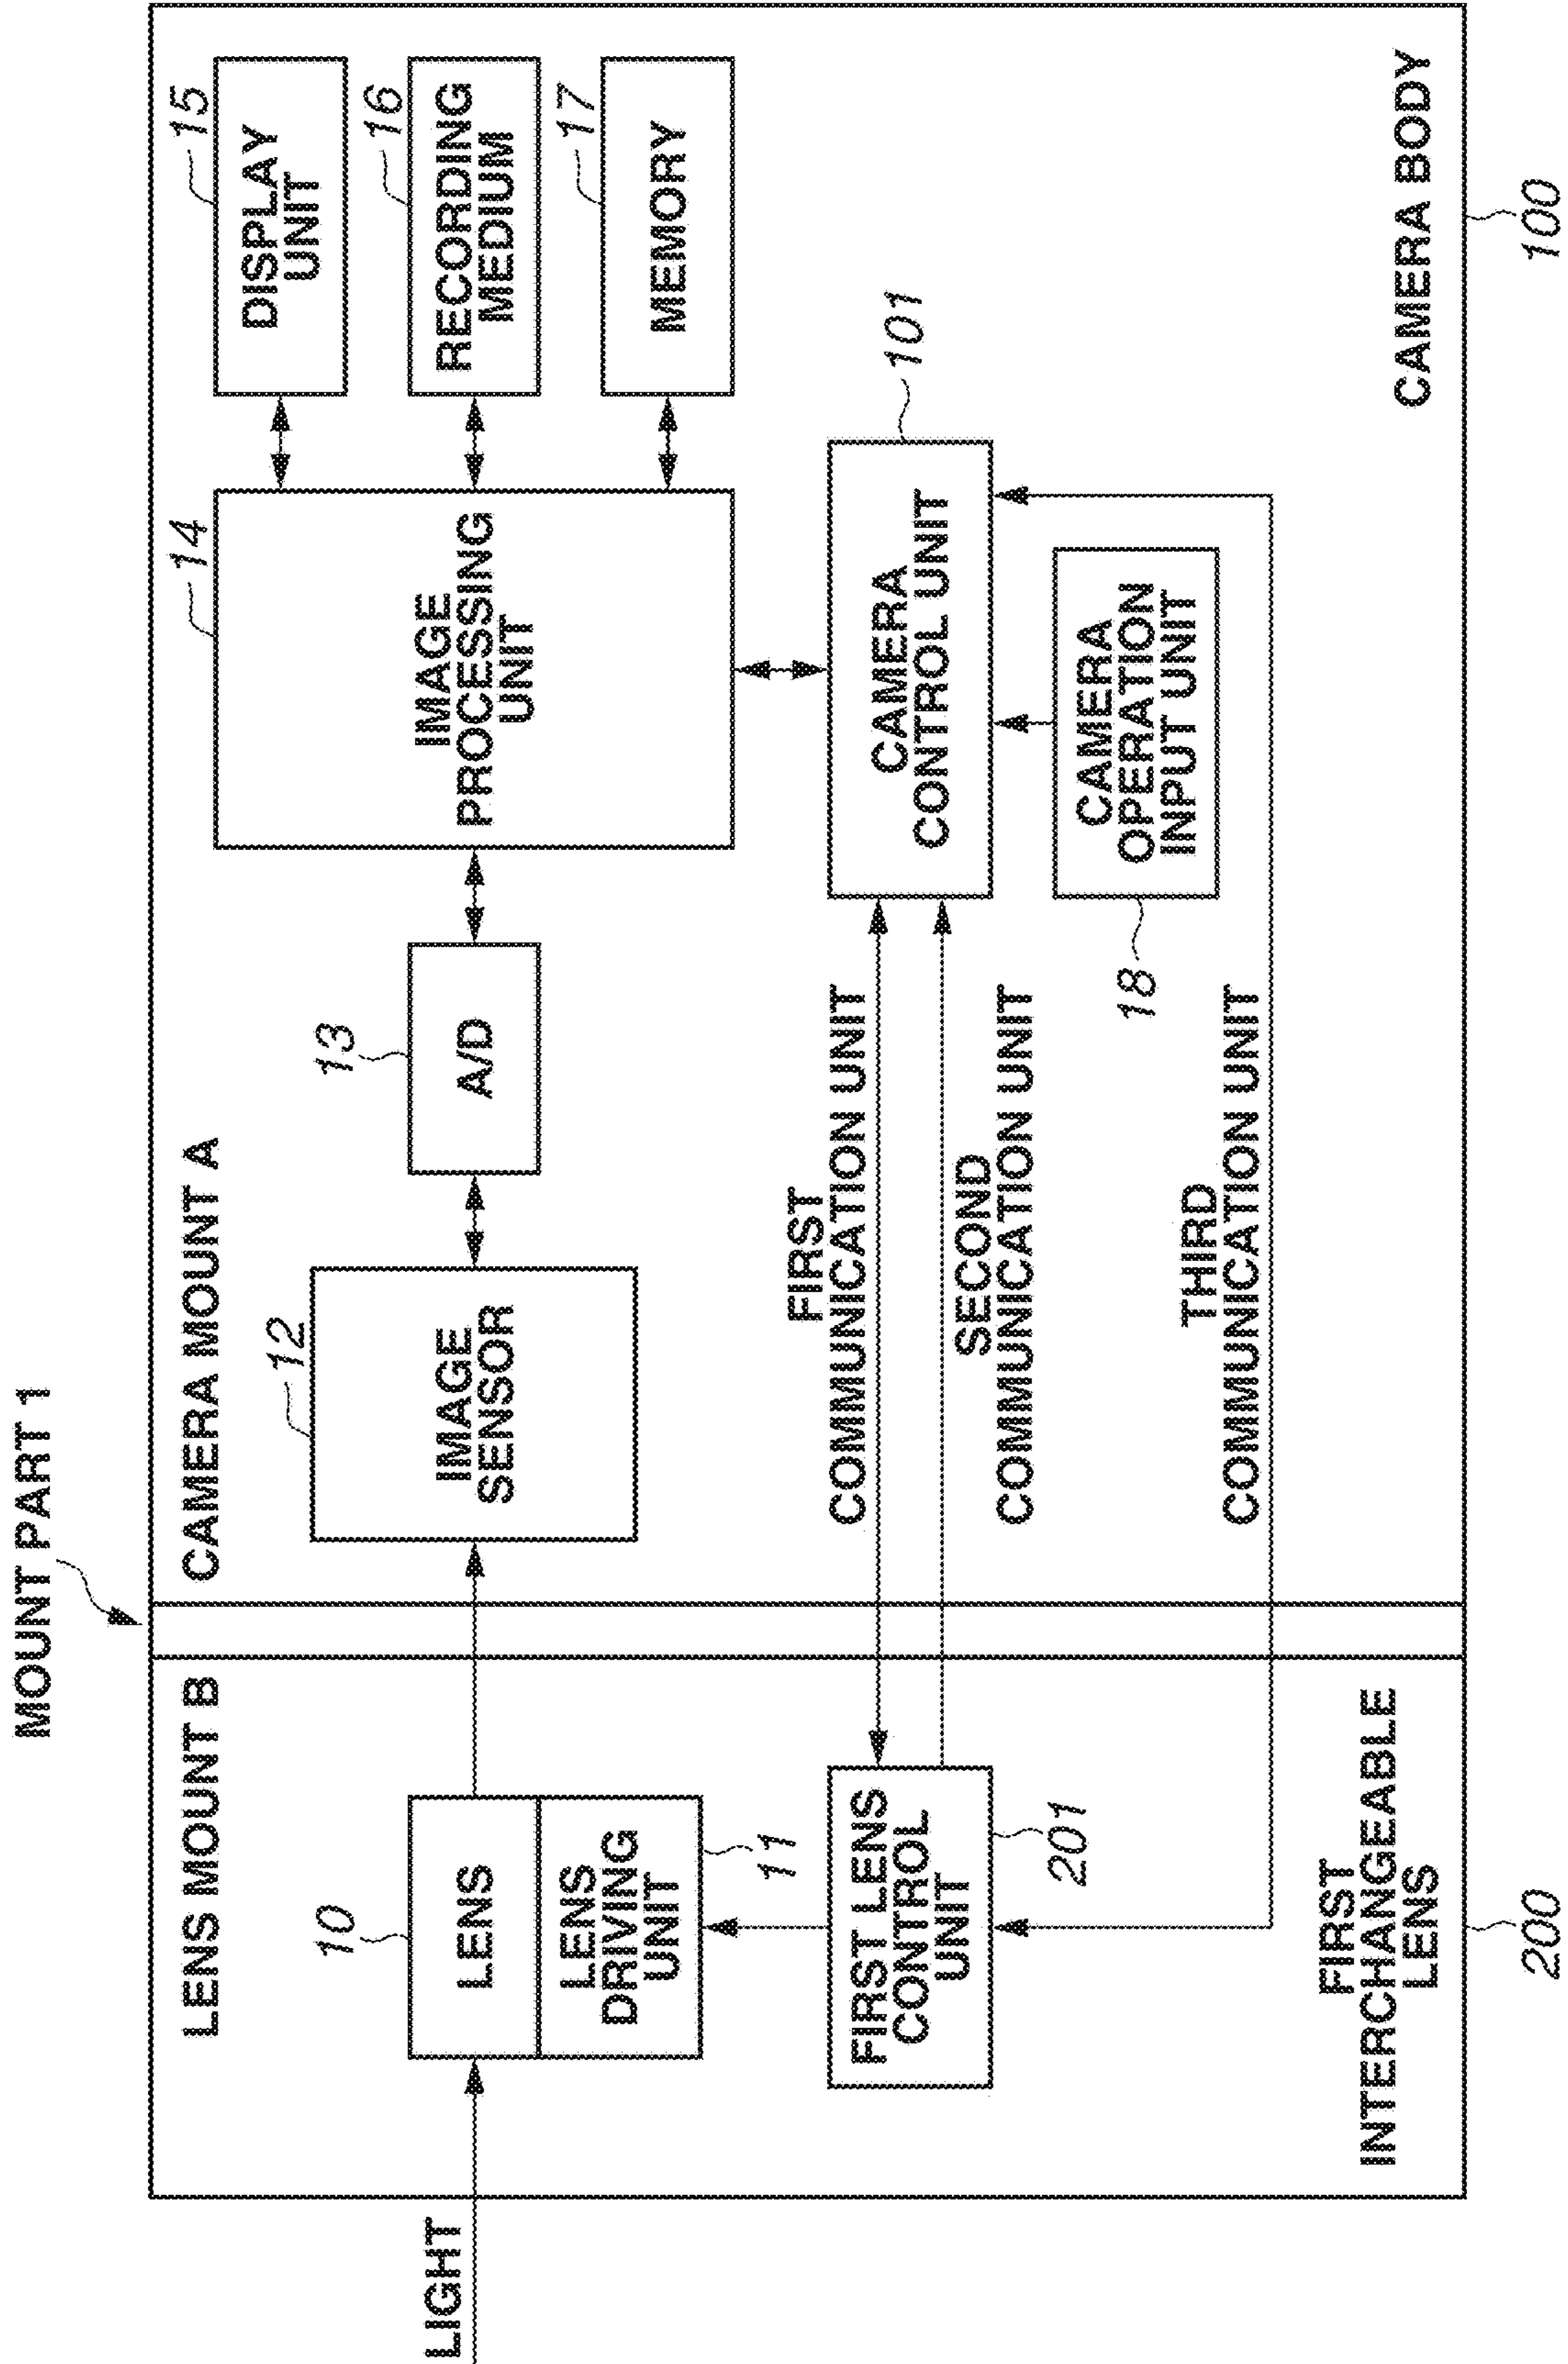 MOUNT PART 1
LENS MOUNT B
CAMERA MOUNT A
LIGHT
10
LENS
LENS
DRIVING
UNIT
11
12
IMAGE
SENSOR
13
A/D
14
IMAGE
PROCESSING
UNIT
15
DISPLAY
UNIT
16
RECORDING
MEDIUM
17
MEMORY
FIRST LENS
CONTROL
UNIT
201
FIRST
COMMUNICATION UNIT
SECOND
COMMUNICATION UNIT
THIRD
COMMUNICATION UNIT
CAMERA
CONTROL UNIT
101
CAMERA
OPERATION
INPUT UNIT
18
FIRST
INTERCHANGEABLE
LENS
200
CAMERA BODY
100